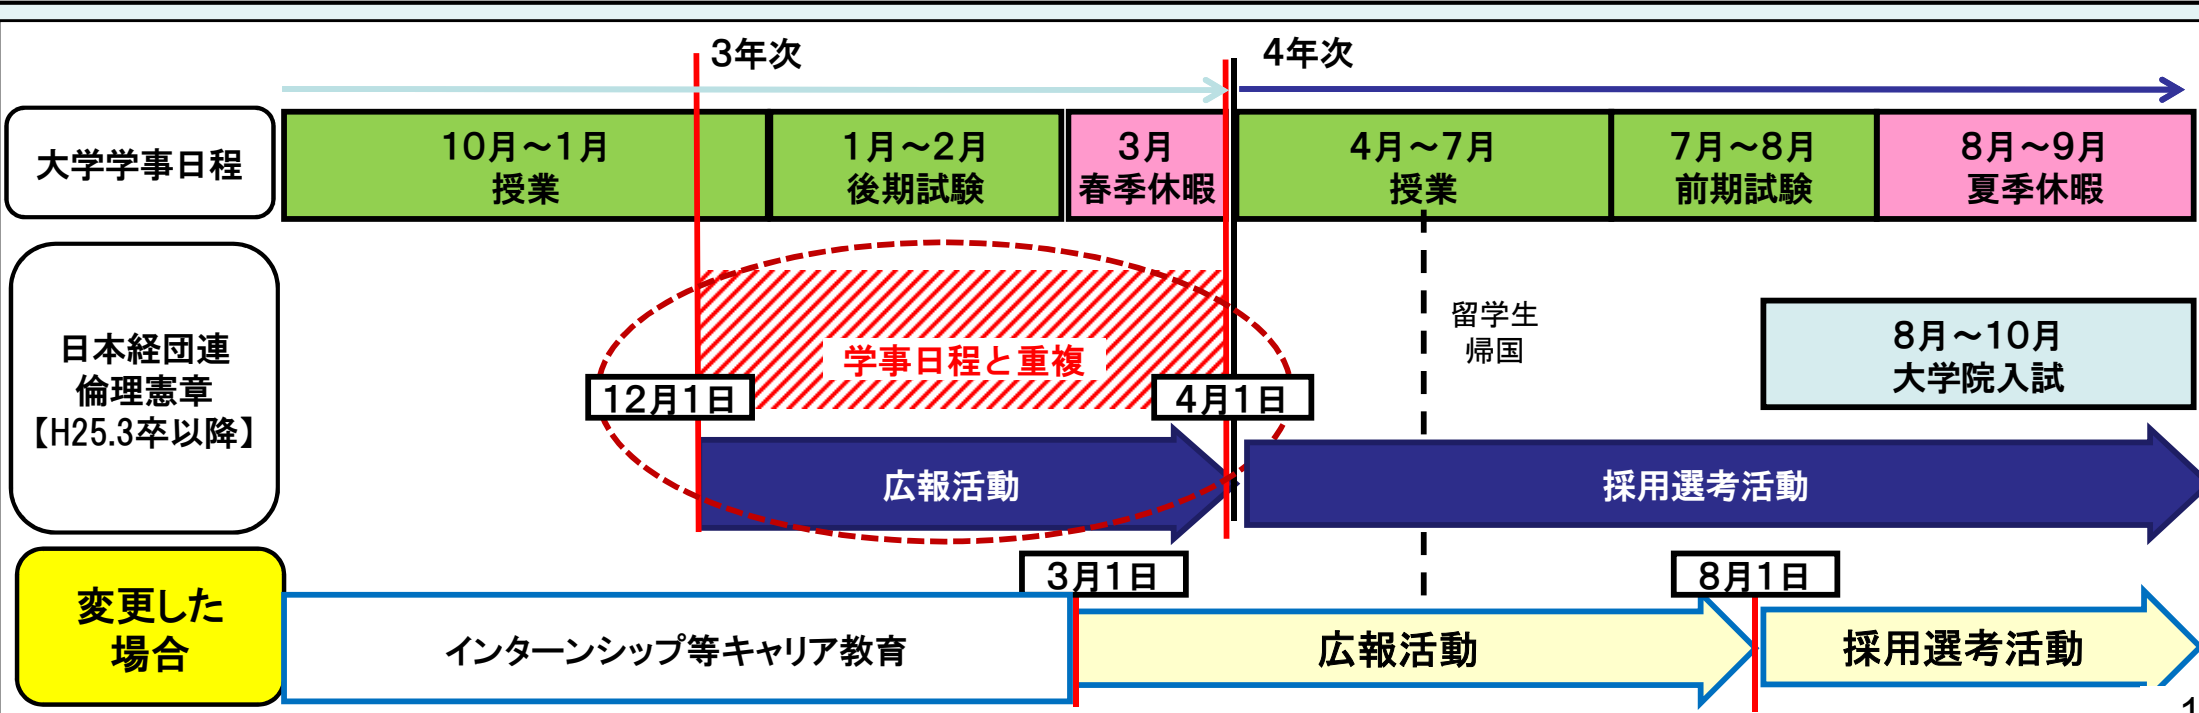 3年次
4年次
大学学事日程
10月～1月
授業
1月～2月
後期試験
3月
春季休暇
4月～7月
授業
7月～8月
前期試験
8月～9月
夏季休暇
日本経団連
倫理憲章
【H25.3卒以降】
学事日程と重複
12月1日
4月1日
留学生
帰国
8月～10月
大学院入試
広報活動
採用選考活動
変更した
場合
3月1日
8月1日
インターンシップ等キャリア教育
広報活動
採用選考活動
1